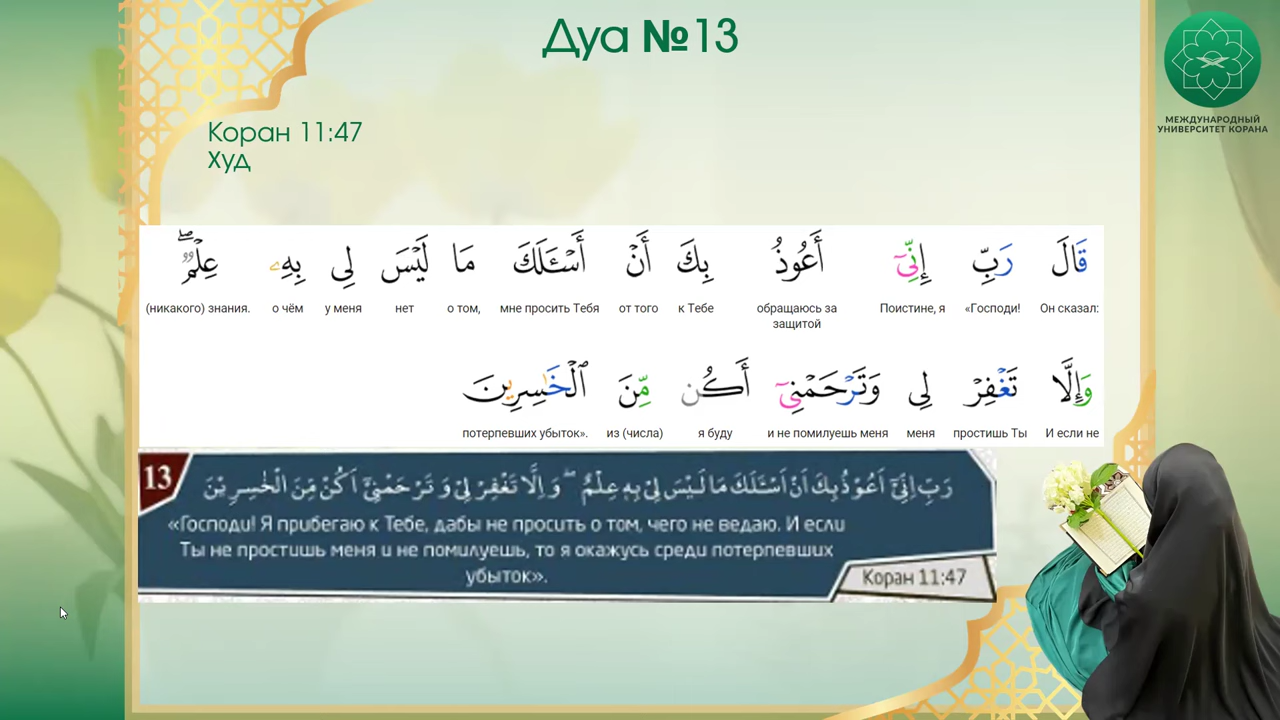 Дуа №13
МЕЖДУНАРОДНЫЙ
УНИВЕРСИТЕТ КОРАНА
Коран 11:47
Худ
قَالَ رَبِّ إِنِّىٓ أَعُوذُ بِكَ أَنْ أَسْـَٔلَكَ مَا لَيْسَ لِى بِهِۦ عِلْمٌۭ ۖ
Он сказал: «Господи! Поистине, я обращаюсь за защитой к Тебе от того мне просить Тебя о том, нет у меня о чём (никакого) знания.
وَإِلَّا تَغْفِرْ لِى وَتَرْحَمْنِىٓ أَكُن مِّنَ ٱلْخَـٰسِرِينَ
И если не простишь Ты меня и не помилуешь меня я буду из (числа) потерпевших убыток».
13
رَبِّ اِنِّیْۤ اَعُوْذُ بِكَ اَنْ اَسْـَٔلَكَ مَا لَـیْسَ لِیْ بِهٖ عِلْمٌ ؕ وَ اِلَّا تَغْفِرْ لِیْ وَ تَرْحَمْنِیْۤ اَكُنْ مِّنَ الْخٰسِرِیْنَ
«Господи! Я прибегаю к Тебе, дабы не просить о том, чего не ведаю. И если
Ты не простишь меня и не помилуешь, то я окажусь среди потерпевших
убыток».
Коран 11:47